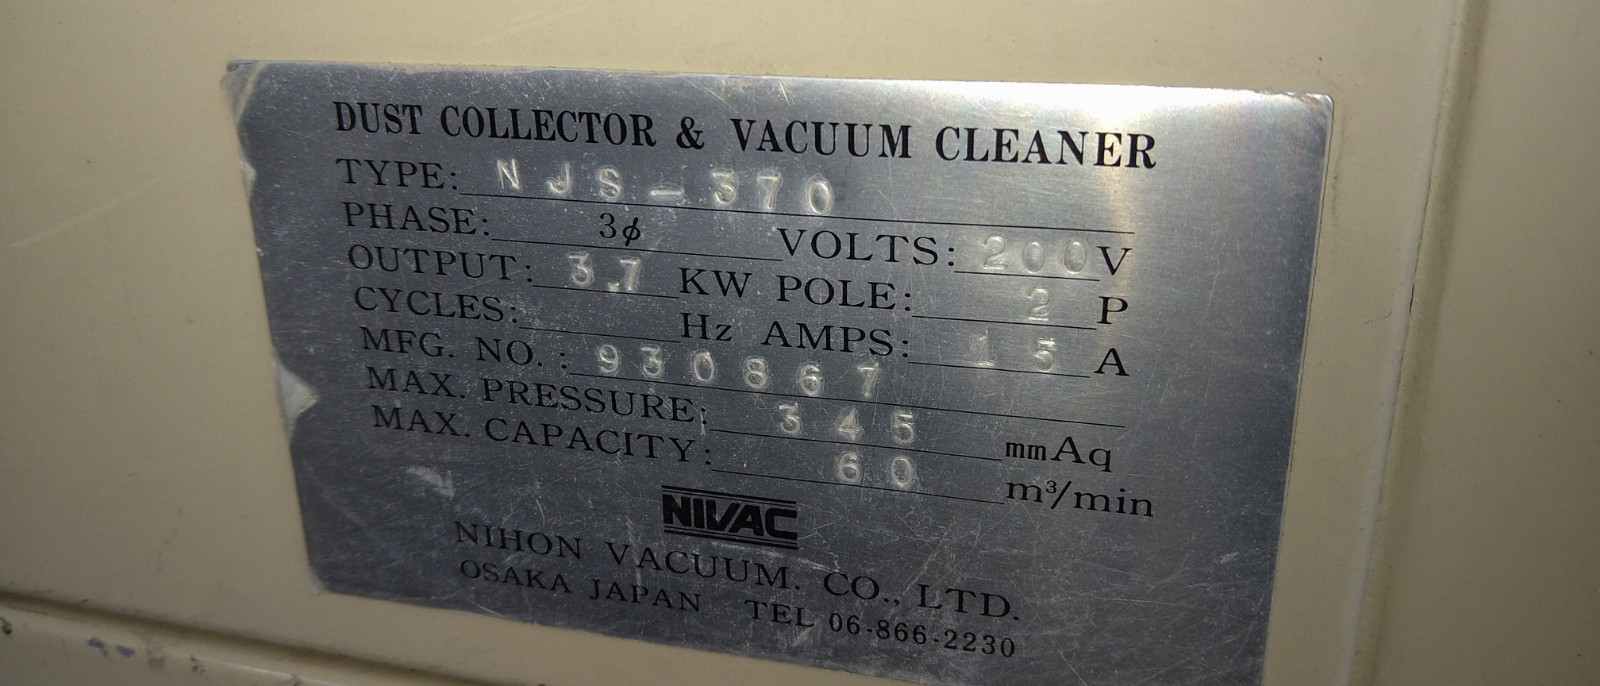 DUST COLLECTOR & VACUUM CLEANER
TYPE: NJS-370
PHASE: 3φ VOLTS: 200 V
OUTPUT: 3.7 KW POLE: 2 P
CYCLES: Hz AMPS: 15 A
MFG. NO.: 930867
MAX. PRESSURE: 345 mmAq
MAX. CAPACITY: 60 m³/min
NIVAC
NIHON VACUUM. CO., LTD.
OSAKA JAPAN TEL 06-866-2230